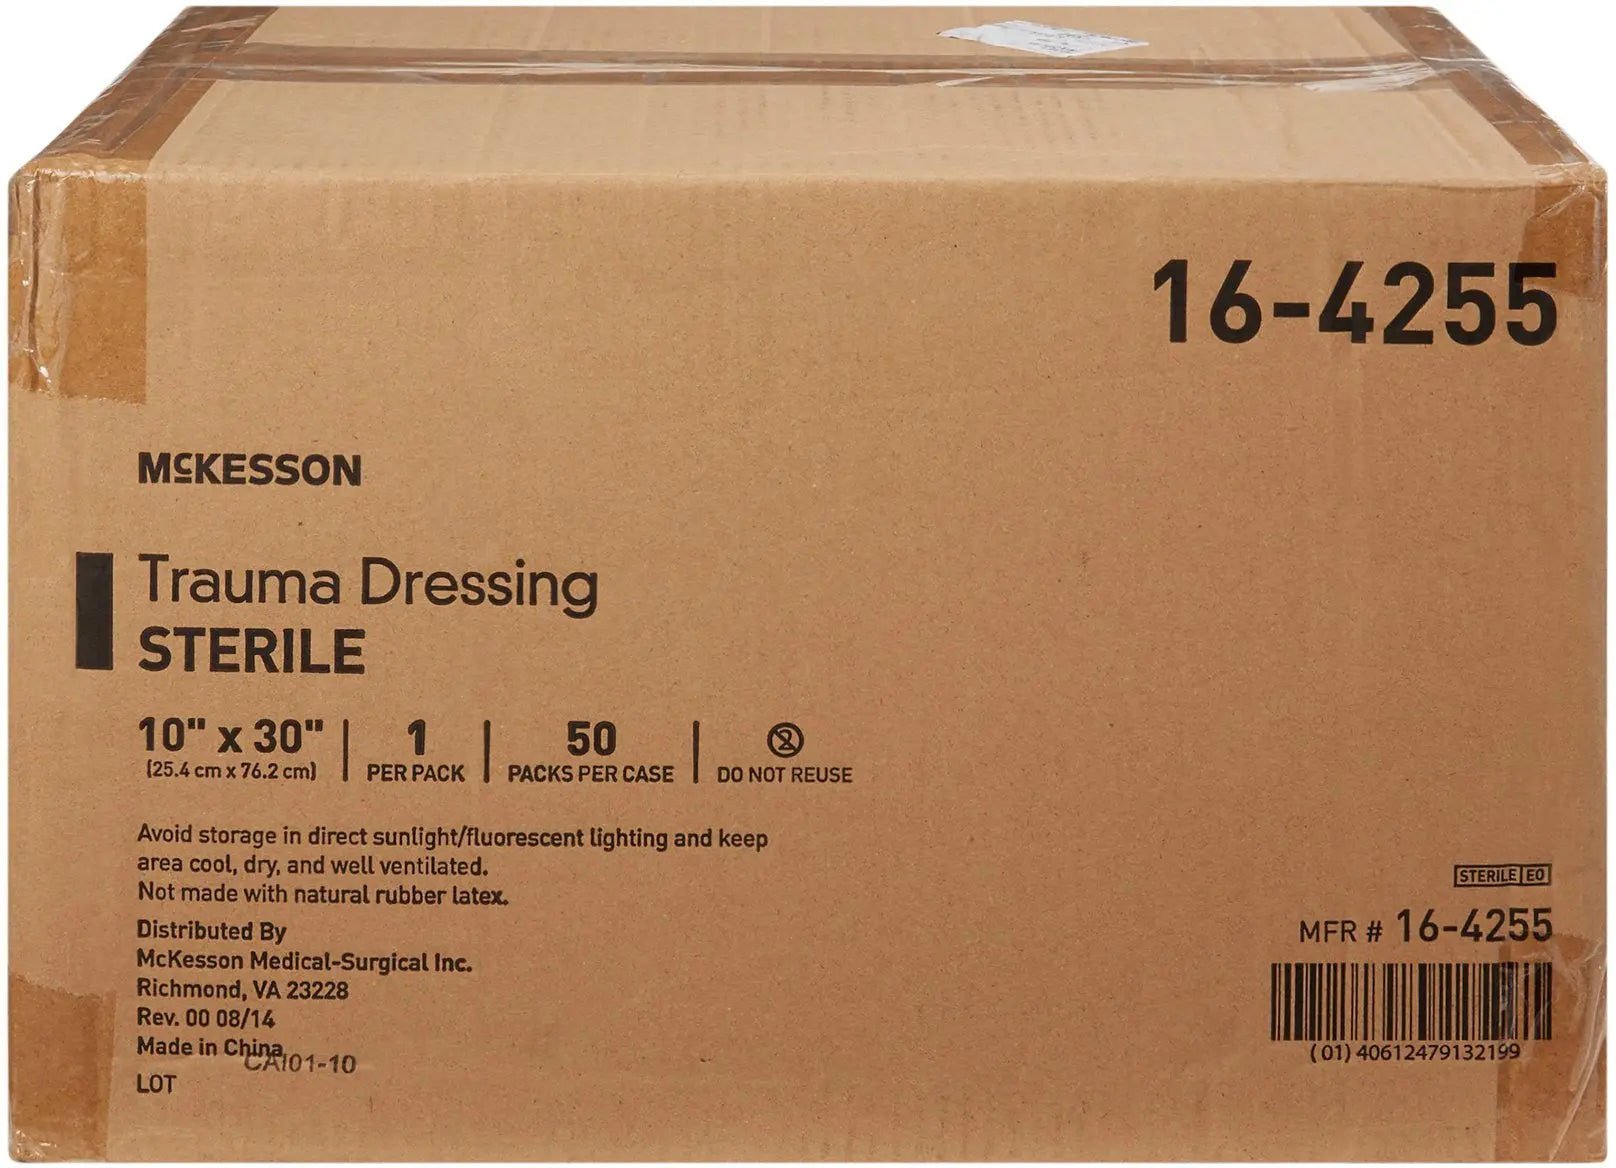 16-4255
McKESSON
Trauma Dressing
STERILE
10" x 30"
(25.4 cm x 76.2 cm)
1
PER PACK
50
PACKS PER CASE
DO NOT REUSE
Avoid storage in direct sunlight/fluorescent lighting and keep
area cool, dry, and well ventilated.
Not made with natural rubber latex.
Distributed By
McKesson Medical-Surgical Inc.
Richmond, VA 23228
Rev. 00 08/14
Made in China
CAI01-10
LOT
STERILE EO
MFR # 16-4255
(01) 40612479132199